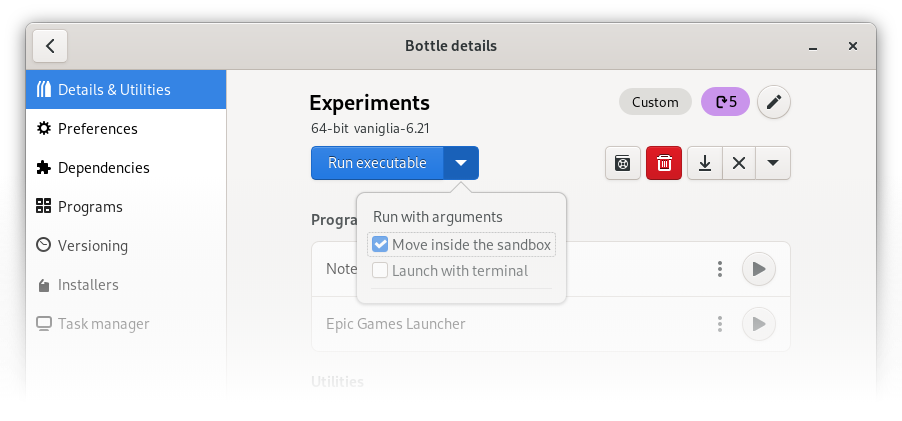 Bottle details
Details & Utilities
Preferences
Dependencies
Programs
Versioning
Installers
Task manager
Experiments
Custom
5
64-bit vaniglia-6.21
Run executable
Run with arguments
Move inside the sandbox
Launch with terminal
Progra
Note
Epic Games Launcher
Utilities